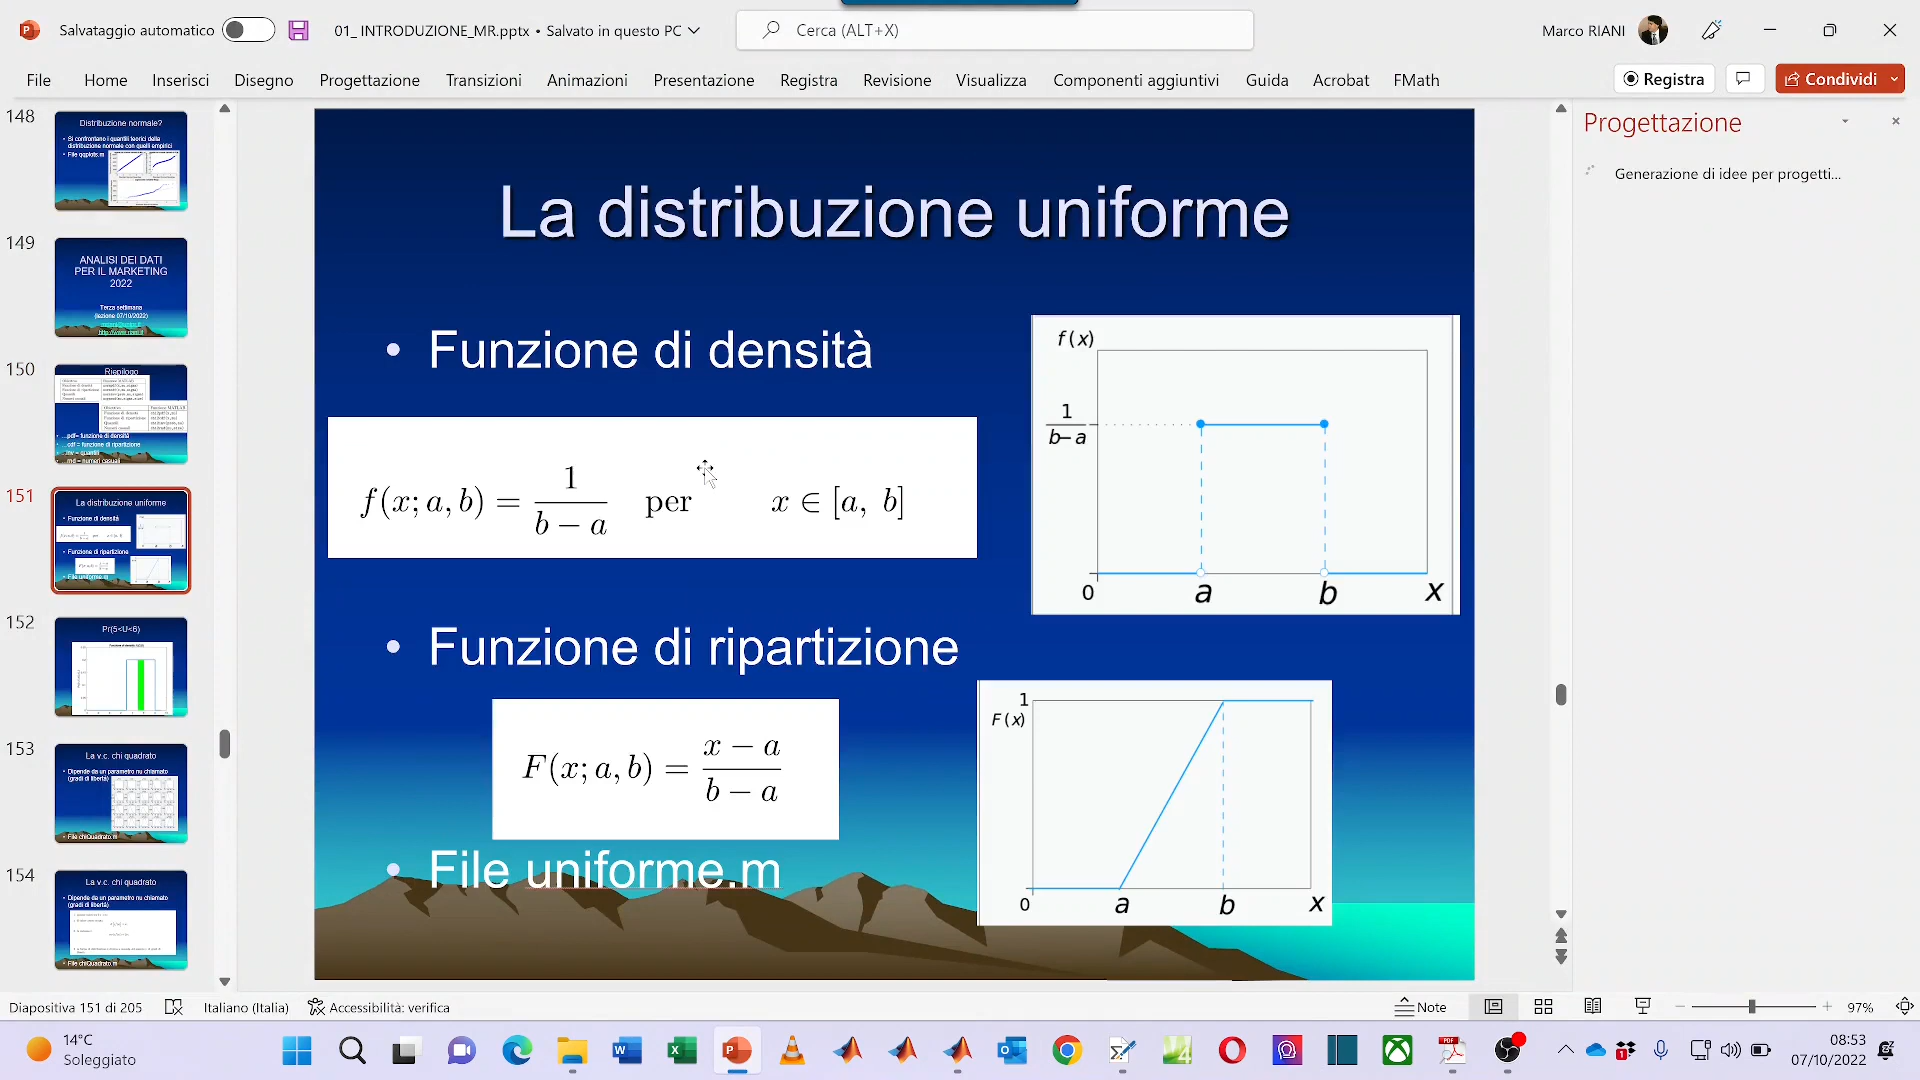 Salvataggio automatico
01_ INTRODUZIONE_MR.pptx • Salvato in questo PC
Cerca (ALT+X)
Marco RIANI
File Home Inserisci Disegno Progettazione Transizioni Animazioni Presentazione Registra Revisione Visualizza Componenti aggiuntivi Guida Acrobat FMath
Registra
Condividi
148
Distribuzione normale?
Si confrontano i quantili teorici della
distribuzione normale con quelli empirici
File qqplots.m
149
ANALISI DEI DATI
PER IL MARKETING
2022
Terza settimana
(lezione 07/10/2022)
150
Riepilogo
...pdf= funzione di densità
...cdf = funzione di ripartizione
...inv = quantili
...rnd = numeri casuali
151
La distribuzione uniforme
Funzione di densità
Funzione di ripartizione
File uniforme.m
152
Pr(5<U<6)
153
La v.c. chi quadrato
Dipende da un parametro nu chiamato
(gradi di libertà)
File chiQuadrato.m
154
La v.c. chi quadrato
Dipende da un parametro nu chiamato
(gradi di libertà)
File chiQuadrato.m
La distribuzione uniforme
• Funzione di densità
f(x; a, b) = 1/(b − a) per x ∈ [a, b]
f(x)
1
b−a
0 a b x
• Funzione di ripartizione
F(x; a, b) = (x − a)/(b − a)
1
F(x)
0 a b x
• File uniforme.m
Progettazione
Generazione di idee per progetti...
Diapositiva 151 di 205
Italiano (Italia)
Accessibilità: verifica
Note
97%
14°C
Soleggiato
08:53
07/10/2022